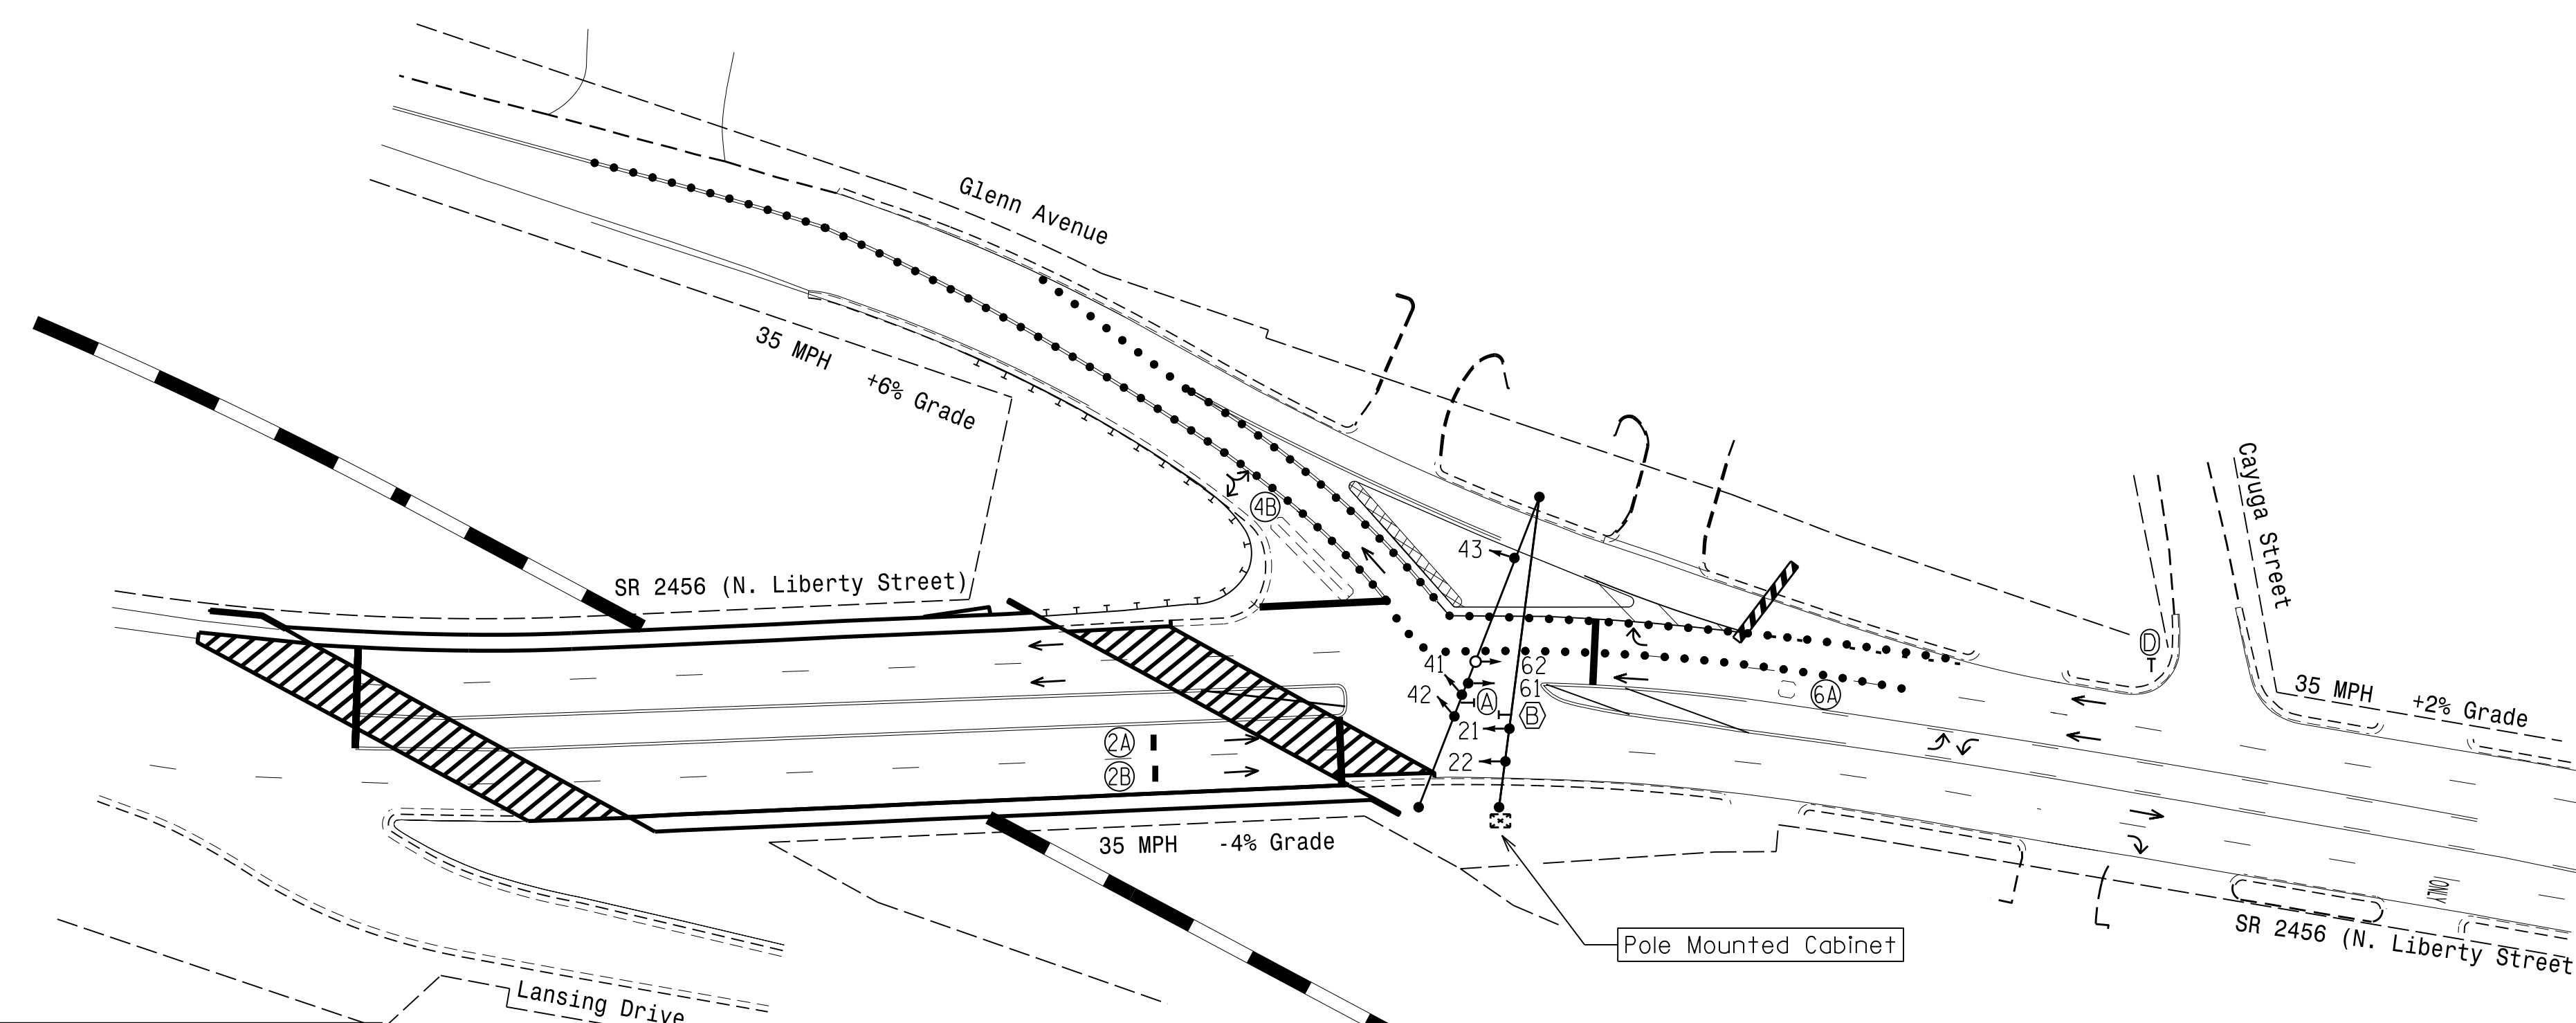 Glenn Avenue
35 MPH +6% Grade
Cayuga Street
4B
43
SR 2456 (N. Liberty Street)
D
41
62
61
42
A
B
6A
35 MPH +2% Grade
21
2A
2B
22
35 MPH -4% Grade
ONLY
SR 2456 (N. Liberty Street
Pole Mounted Cabinet
Lansing Drive